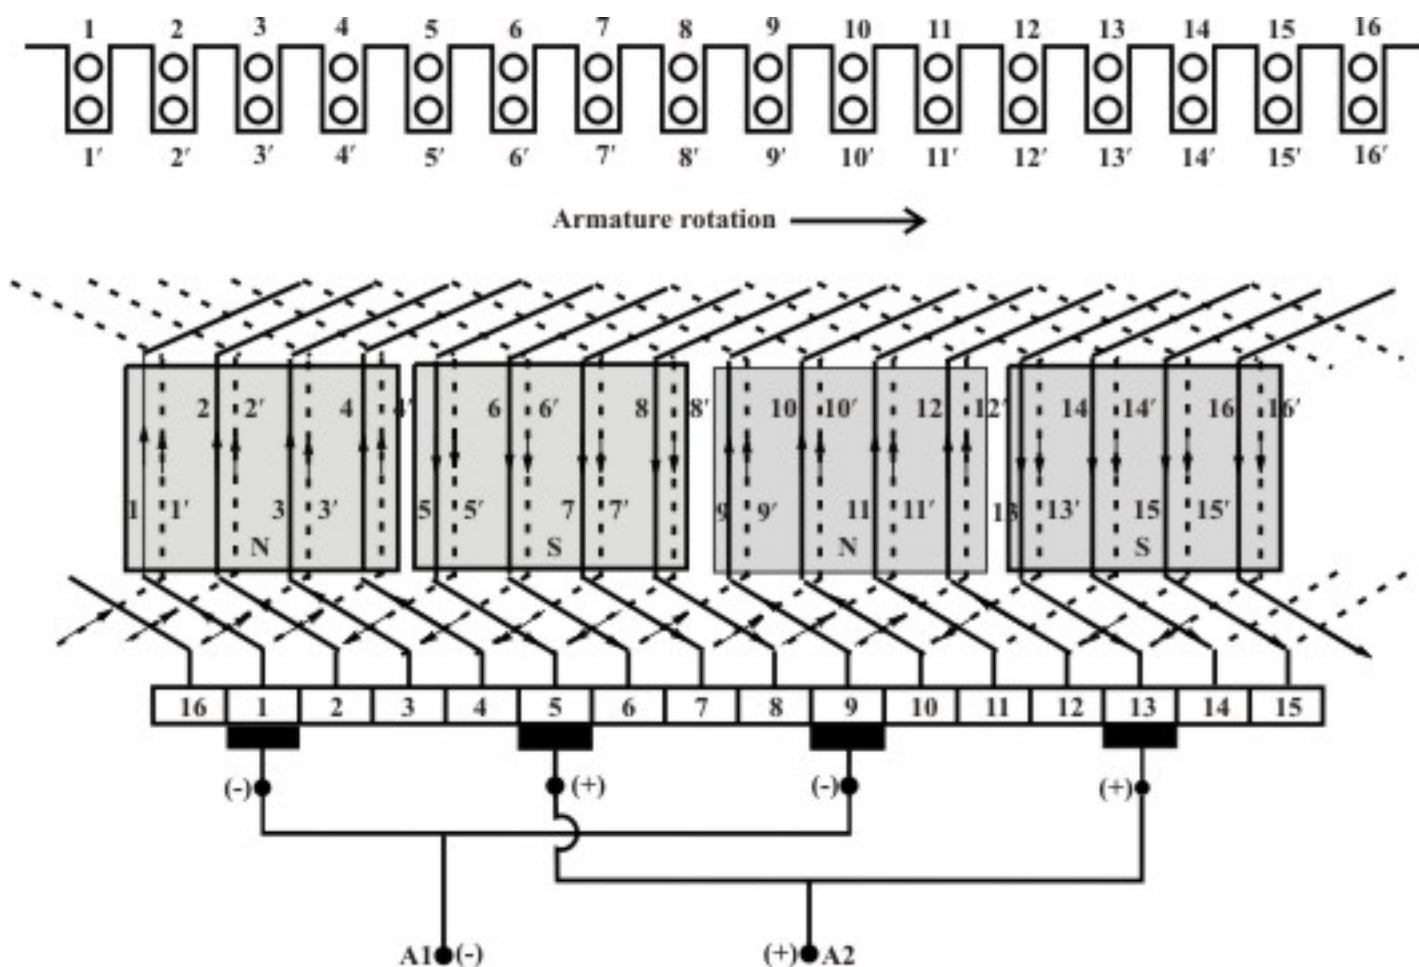 1 2 3 4 5 6 7 8 9 10 11 12 13 14 15 16
1′ 2′ 3′ 4′ 5′ 6′ 7′ 8′ 9′ 10′ 11′ 12′ 13′ 14′ 15′ 16′
Armature rotation
2 2′ 4 4′ 6 6′ 8 8′ 10 10′ 12 12′ 14 14′ 16 16′
1 1′ 3 3′ 5 5′ 7 7′ 9 9′ 11 11′ 13 13′ 15 15′
N S N S
16 1 2 3 4 5 6 7 8 9 10 11 12 13 14 15
(-) (+) (-) (+)
A1 (-) (+) A2